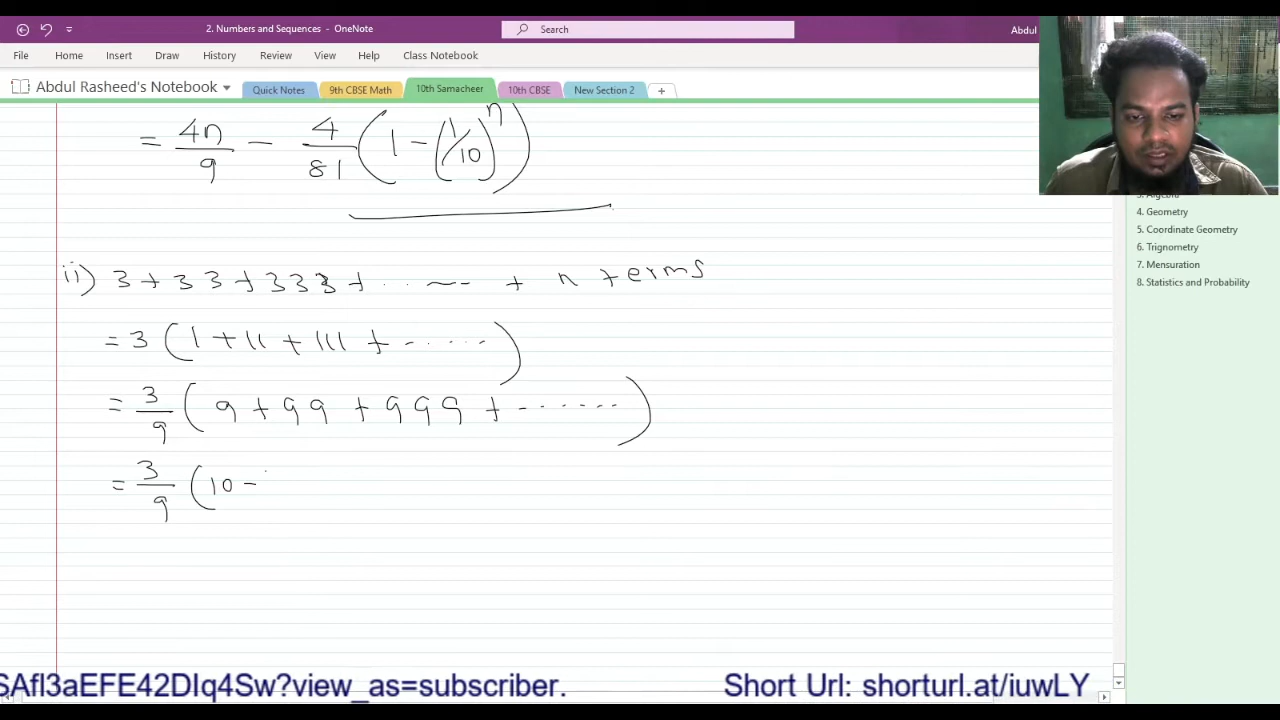 2. Numbers and Sequences - OneNote
Search
Abdul
File Home Insert Draw History Review View Help Class Notebook
Abdul Rasheed's Notebook
Quick Notes 9th CBSE Math 10th Samacheer 10th CBSE New Section 2
= 4n/9 - 4/81 (1 - (1/10)^n)
ii) 3 + 33 + 333 + ...... + n terms
= 3 (1 + 11 + 111 + ......)
= 3/9 (9 + 99 + 999 + .......)
= 3/9 (10 -
3. Algebra
4. Geometry
5. Coordinate Geometry
6. Trignometry
7. Mensuration
8. Statistics and Probability
SAfl3aEFE42DIq4Sw?view_as=subscriber. Short Url: shorturl.at/iuwLY